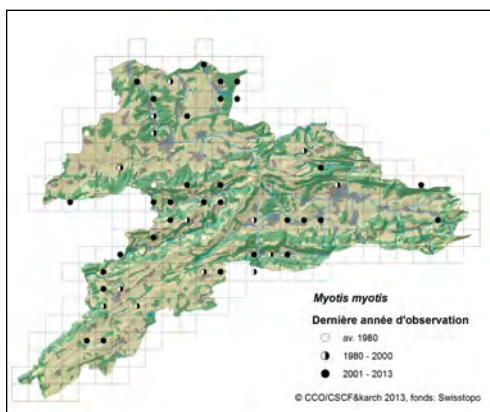 Myotis myotis
Dernière année d'observation
av. 1980
1980 - 2000
2001 - 2013
© CCO/CSCF&karch 2013, fonds: Swisstopo